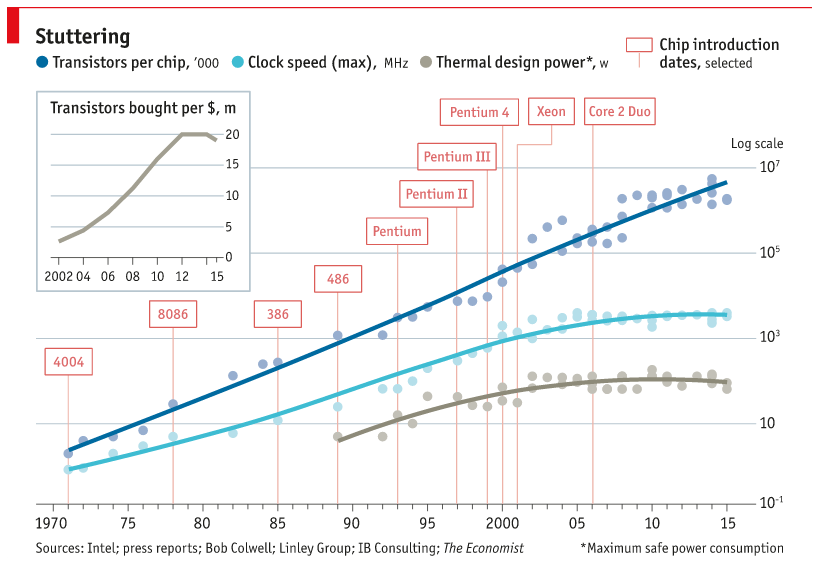 Stuttering
Transistors per chip, ’000 Clock speed (max), MHz Thermal design power*, w
Chip introduction
dates, selected
Transistors bought per $, m
20
15
10
5
0
2002 04 06 08 10 12 15
Log scale
Pentium 4 Xeon Core 2 Duo
Pentium III
Pentium II
Pentium
486
8086 386
4004
10⁷
10⁵
10³
10
10⁻¹
1970 75 80 85 90 95 2000 05 10 15
Sources: Intel; press reports; Bob Colwell; Linley Group; IB Consulting; The Economist *Maximum safe power consumption